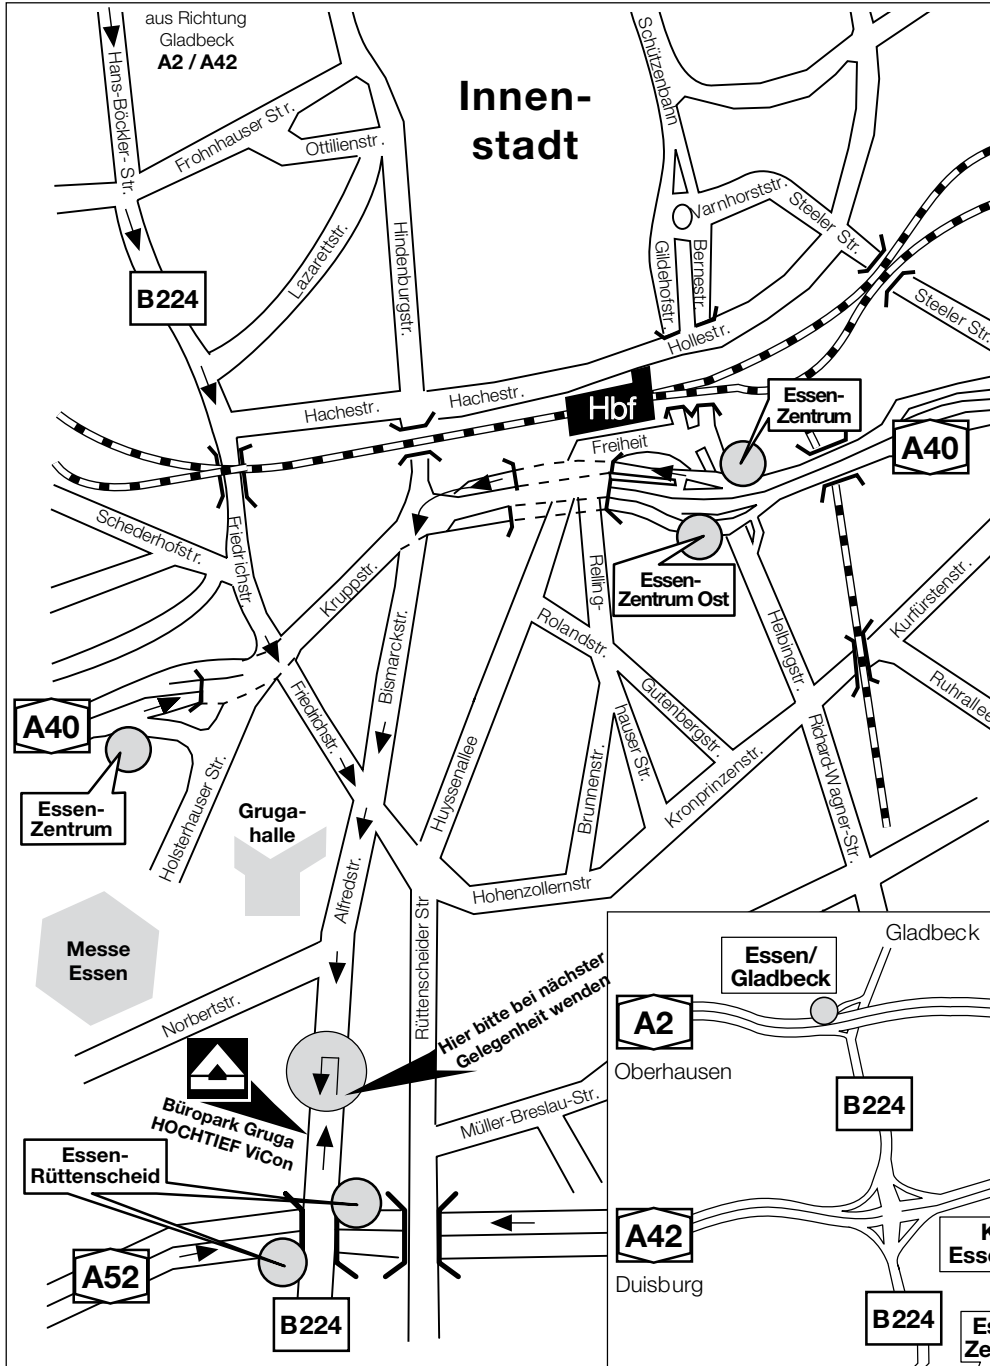 aus Richtung
Gladbeck
A2 / A42
Hans-Böckler- Str.
Frohnhauser Str.
Ottilienstr.
Innen-
stadt
Schützenbahn
Varnhorststr.
Steeler Str.
Lazarettstr.
Hindenburgstr.
Gildehofstr.
Bernestr.
B224
Steeler Str.
Hollestr.
Hachestr.
Hachestr.
Hbf
Essen-
Zentrum
Freiheit
A40
Schederhofstr.
Friedrichstr.
Kruppstr.
Essen-
Zentrum Ost
Relling-
hauser Str.
Rolandstr.
Helbingstr.
Kurfürstenstr.
Ruhrallee
Bismarckstr.
Gutenbergstr.
Friedrichstr.
A40
Essen-
Zentrum
Holsterhauser Str.
Huyssenallee
Brunnenstr.
Kronprinzenstr.
Richard-Wagner-Str.
Gruga-
halle
Alfredstr.
Hohenzollernstr
Messe
Essen
Rüttenscheider Str
Norbertstr.
Hier bitte bei nächster
Gelegenheit wenden
Büropark Gruga
HOCHTIEF ViCon
Müller-Breslau-Str.
Essen-
Rüttenscheid
A52
B224
Gladbeck
Essen/
Gladbeck
A2
Oberhausen
B224
A42
Duisburg
K
Esse
B224
Es
Ze